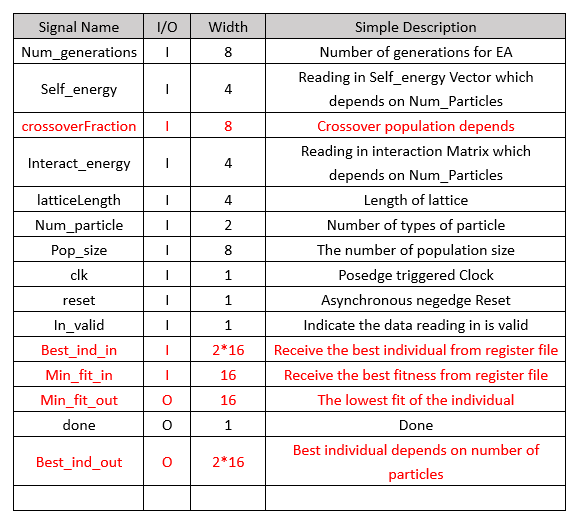 Signal Name I/O Width Simple Description
Num_generations I 8 Number of generations for EA
Self_energy I 4 Reading in Self_energy Vector which
depends on Num_Particles
crossoverFraction I 8 Crossover population depends
Interact_energy I 4 Reading in interaction Matrix which
depends on Num_Particles
latticeLength I 4 Length of lattice
Num_particle I 2 Number of types of particle
Pop_size I 8 The number of population size
clk I 1 Posedge triggered Clock
reset I 1 Asynchronous negedge Reset
In_valid I 1 Indicate the data reading in is valid
Best_ind_in I 2*16 Receive the best individual from register file
Min_fit_in I 16 Receive the best fitness from register file
Min_fit_out O 16 The lowest fit of the individual
done O 1 Done
Best_ind_out O 2*16 Best individual depends on number of
particles